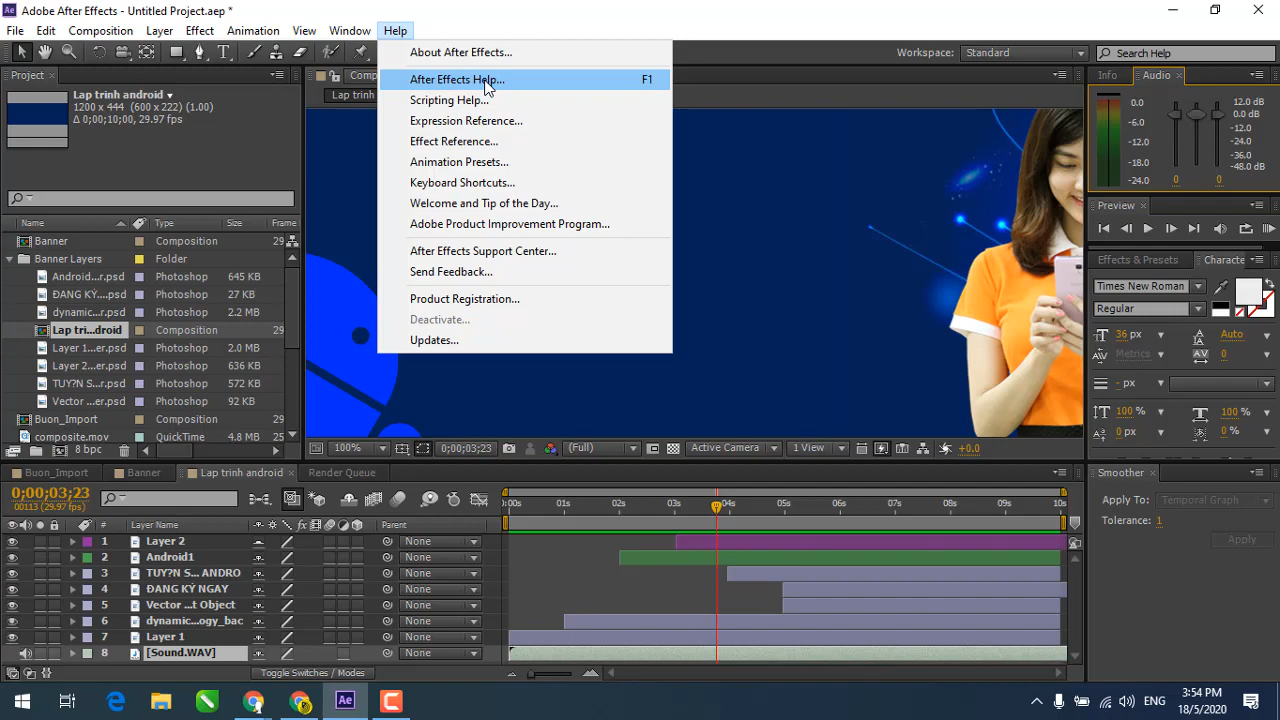 Adobe After Effects - Untitled Project.aep *
File Edit Composition Layer Effect Animation View Window Help
Workspace: Standard Search Help
About After Effects...
After Effects Help... F1
Scripting Help...
Expression Reference...
Effect Reference...
Animation Presets...
Keyboard Shortcuts...
Welcome and Tip of the Day...
Adobe Product Improvement Program...
After Effects Support Center...
Send Feedback...
Product Registration...
Deactivate...
Updates...
Project
Lap trinh android
1200 x 444 (600 x 222) (1.00)
Δ 0;00;10;00, 29.97 fps
Name Type Size Frame
Banner Composition 29
Banner Layers Folder
Android...r.psd Photoshop 645 KB
ĐANG KÝ....psd Photoshop 27 KB
dynamic...r.psd Photoshop 2.2 MB
Lap tri...droid Composition 29
Layer 1...er.psd Photoshop 2.0 MB
Layer 2...er.psd Photoshop 636 KB
TUY?N S...r.psd Photoshop 572 KB
Vector ...er.psd Photoshop 92 KB
Buon_Import Composition 29
composite.mov QuickTime 4.8 MB
8 bpc
Comp
Lap trinh
100% 0;00;03;23 (Full) Active Camera 1 View +0.0
Info Audio
0.0 12.0 dB
-6.0 0.0 dB
-12.0 -12.0
-18.0 -24.0
-24.0 -36.0
-48.0 dB
0 0
Preview
Effects & Presets Characte
Times New Roman
Regular
36 px Auto
Metrics 0
- px
100 % 100 %
0 px 0 %
Buon_Import Banner Lap trinh android Render Queue
0;00;03;23
00113 (29.97 fps)
:00s 01s 02s 03s 04s 05s 06s 07s 08s 09s 10s
# Layer Name Parent
1 Layer 2 None
2 Android1 None
3 TUY?N S... ANDRO None
4 ĐANG KÝ NGAY None
5 Vector ...t Object None
6 dynamic...ogy_bac None
7 Layer 1 None
8 [Sound.WAV] None
Toggle Switches / Modes
Smoother
Apply To: Temporal Graph
Tolerance: 1
Apply
Ae
ENG
3:54 PM
18/5/2020